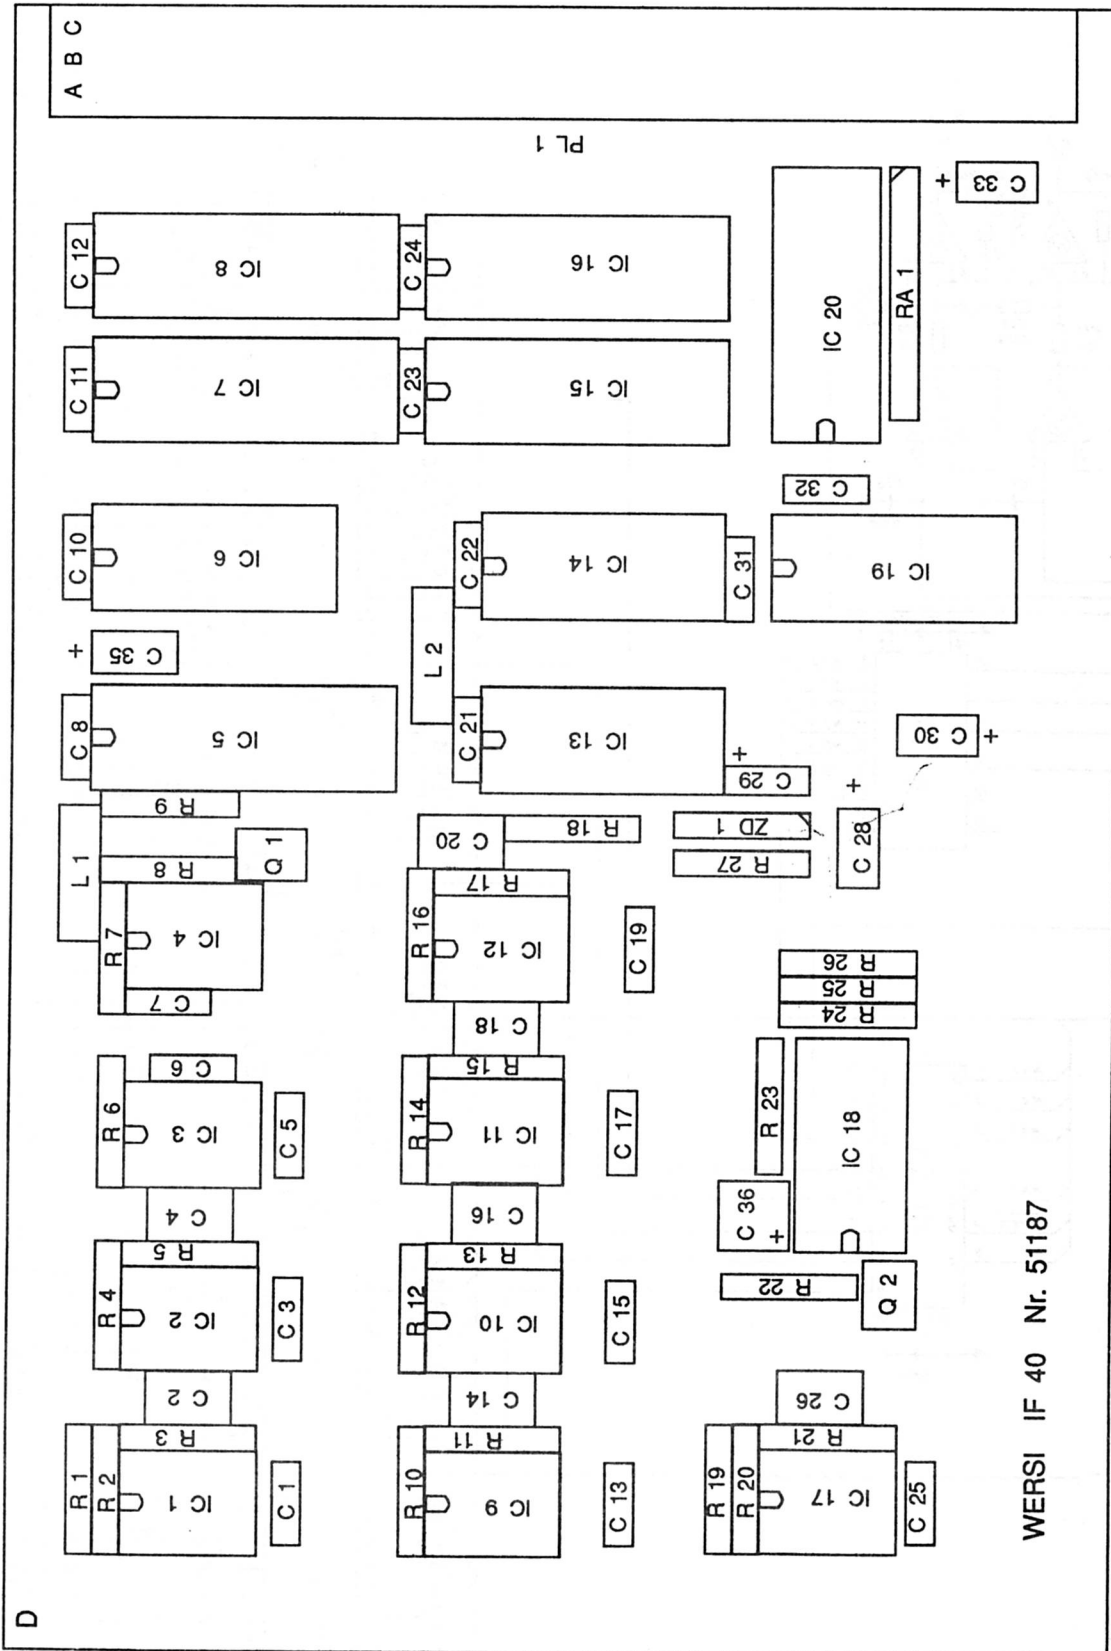 A B C
PL 1
C 12
IC 8
C 24
IC 16
C 11
IC 7
C 23
IC 15
IC 20
RA 1
+
C 33
C 10
IC 6
C 22
IC 14
C 31
C 32
IC 19
+
C 35
L 2
C 8
IC 5
C 21
IC 13
+
C 29
C 30
+
L 1
R 9
R 8
Q 1
R 7
IC 4
C 7
C 20
R 18
R 17
R 16
IC 12
C 19
C 18
ZD 1
R 27
+
C 28
R 26
R 25
R 24
R 6
C 6
IC 3
C 5
R 15
R 14
IC 11
C 17
R 23
IC 18
C 36
+
C 4
R 5
R 4
IC 2
C 3
C 16
R 13
R 12
IC 10
C 15
R 22
Q 2
C 2
R 3
R 1
R 2
IC 1
C 1
C 14
R 11
R 10
IC 9
C 13
C 26
R 21
R 19
R 20
IC 17
C 25
WERSI IF 40 Nr. 51187
D